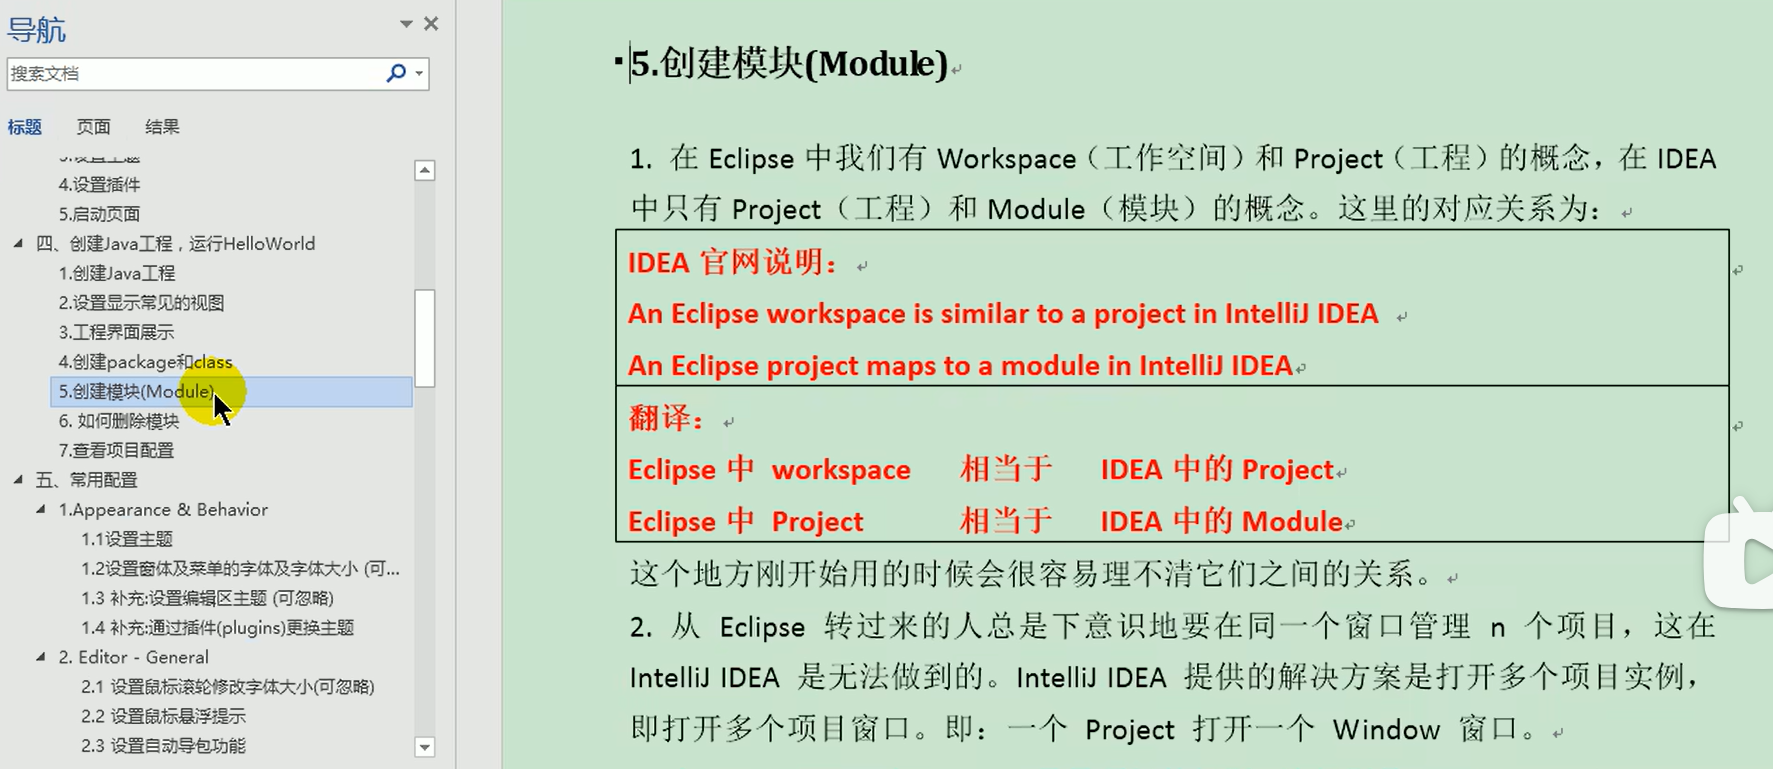 导航
搜索文档
标题 页面 结果
3.设置主题
4.设置插件
5.启动页面
四、创建Java工程，运行HelloWorld
1.创建Java工程
2.设置显示常见的视图
3.工程界面展示
4.创建package和class
5.创建模块(Module)
6. 如何删除模块
7.查看项目配置
五、常用配置
1.Appearance & Behavior
1.1设置主题
1.2设置窗体及菜单的字体及字体大小 (可...
1.3 补充:设置编辑区主题 (可忽略)
1.4 补充:通过插件(plugins)更换主题
2. Editor - General
2.1 设置鼠标滚轮修改字体大小(可忽略)
2.2 设置鼠标悬浮提示
2.3 设置自动导包功能
5.创建模块(Module)
1. 在 Eclipse 中我们有 Workspace（工作空间）和 Project（工程）的概念，在 IDEA
中只有 Project（工程）和 Module（模块）的概念。这里的对应关系为：
IDEA 官网说明：
An Eclipse workspace is similar to a project in IntelliJ IDEA
An Eclipse project maps to a module in IntelliJ IDEA
翻译：
Eclipse 中 workspace 相当于 IDEA 中的 Project
Eclipse 中 Project 相当于 IDEA 中的 Module
这个地方刚开始用的时候会很容易理不清它们之间的关系。
2. 从 Eclipse 转过来的人总是下意识地要在同一个窗口管理 n 个项目，这在
IntelliJ IDEA 是无法做到的。IntelliJ IDEA 提供的解决方案是打开多个项目实例，
即打开多个项目窗口。即：一个 Project 打开一个 Window 窗口。